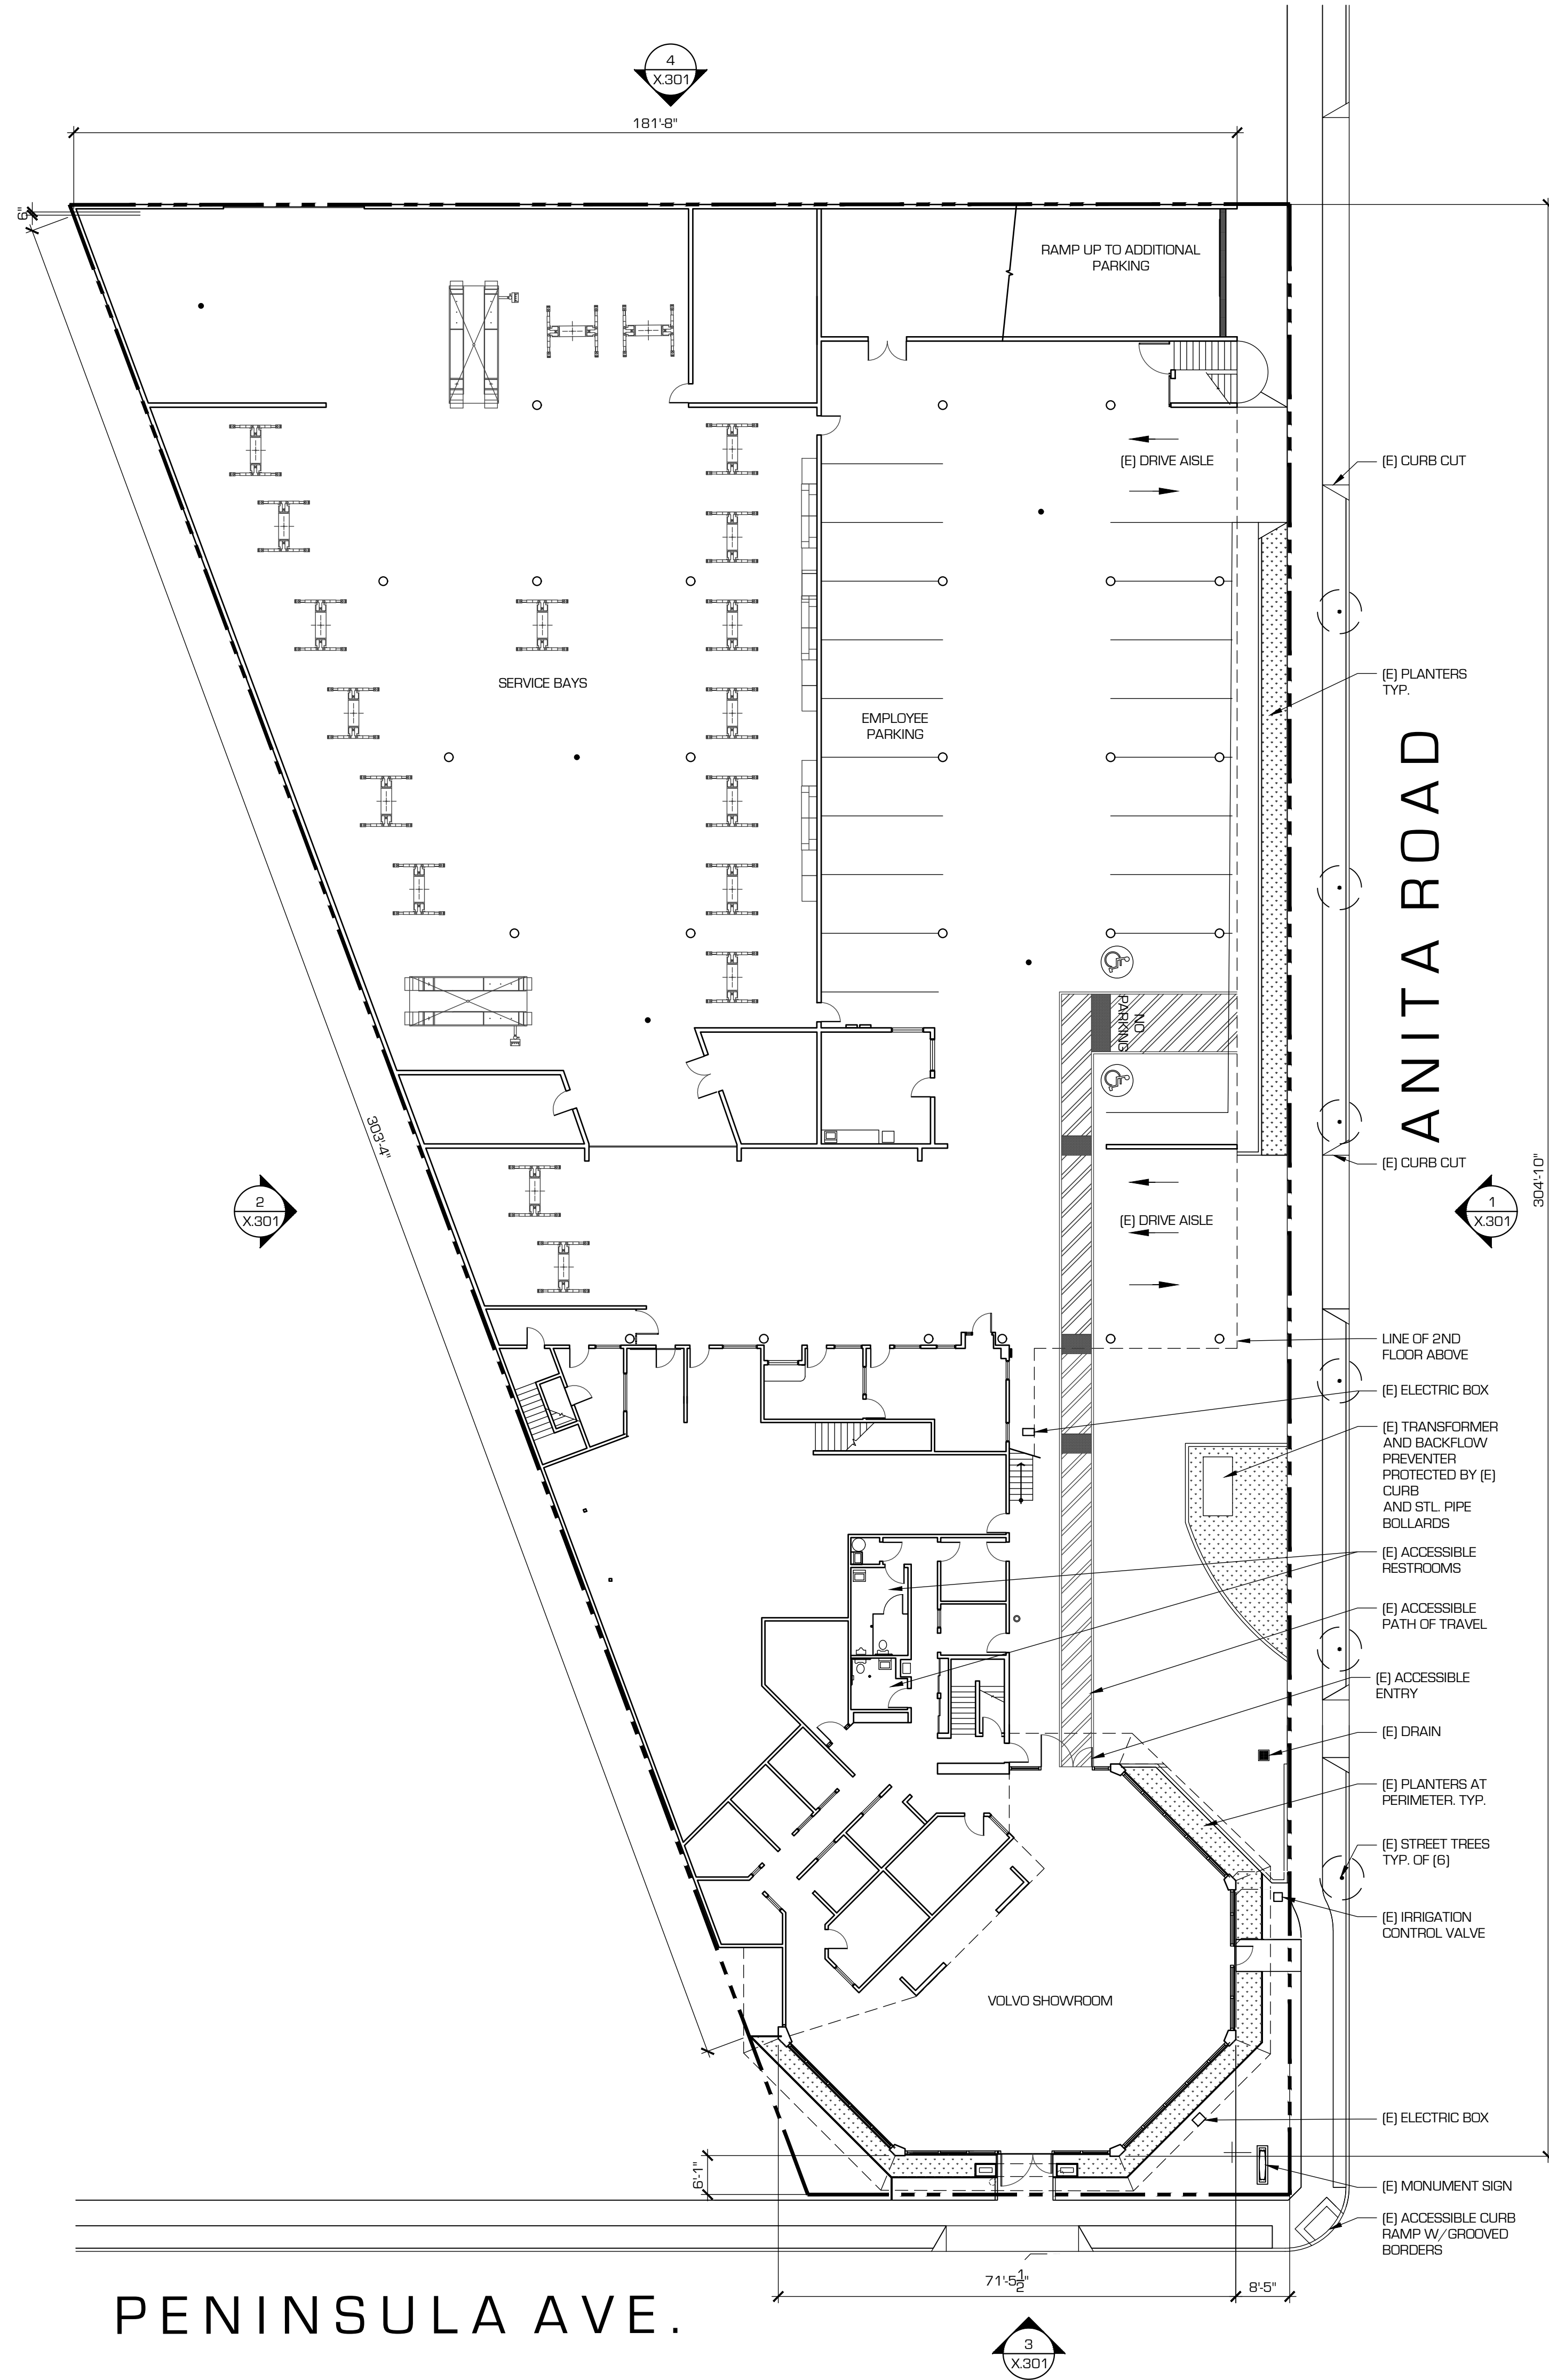 4
X.301
181'-8"
6"
RAMP UP TO ADDITIONAL
PARKING
(E) DRIVE AISLE
(E) CURB CUT
SERVICE BAYS
(E) PLANTERS
TYP.
EMPLOYEE
PARKING
ANITA ROAD
NO
PARKING
303'-4"
(E) CURB CUT
304'-10"
2
X.301
1
X.301
(E) DRIVE AISLE
LINE OF 2ND
FLOOR ABOVE
(E) ELECTRIC BOX
(E) TRANSFORMER
AND BACKFLOW
PREVENTER
PROTECTED BY (E)
CURB
AND STL. PIPE
BOLLARDS
(E) ACCESSIBLE
RESTROOMS
(E) ACCESSIBLE
PATH OF TRAVEL
(E) ACCESSIBLE
ENTRY
(E) DRAIN
(E) PLANTERS AT
PERIMETER. TYP.
(E) STREET TREES
TYP. OF (6)
(E) IRRIGATION
CONTROL VALVE
VOLVO SHOWROOM
(E) ELECTRIC BOX
6'-1"
(E) MONUMENT SIGN
(E) ACCESSIBLE CURB
RAMP W/GROOVED
BORDERS
71'-5 1/2"
8'-5"
PENINSULA AVE.
3
X.301